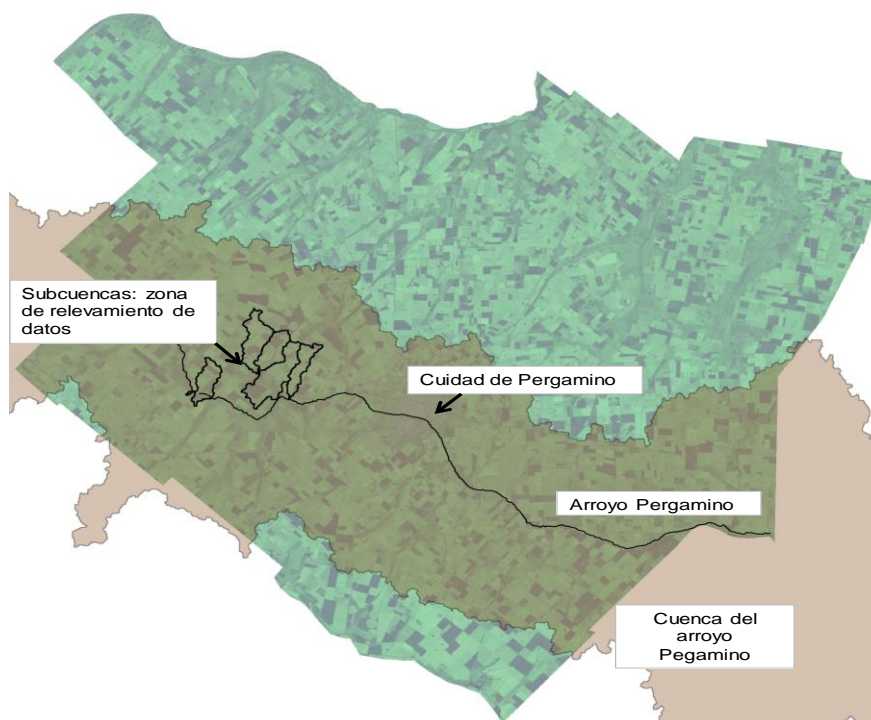 Subcuencas: zona
de relevamiento de
datos
Cuidad de Pergamino
Arroyo Pergamino
Cuenca del
arroyo
Pegamino